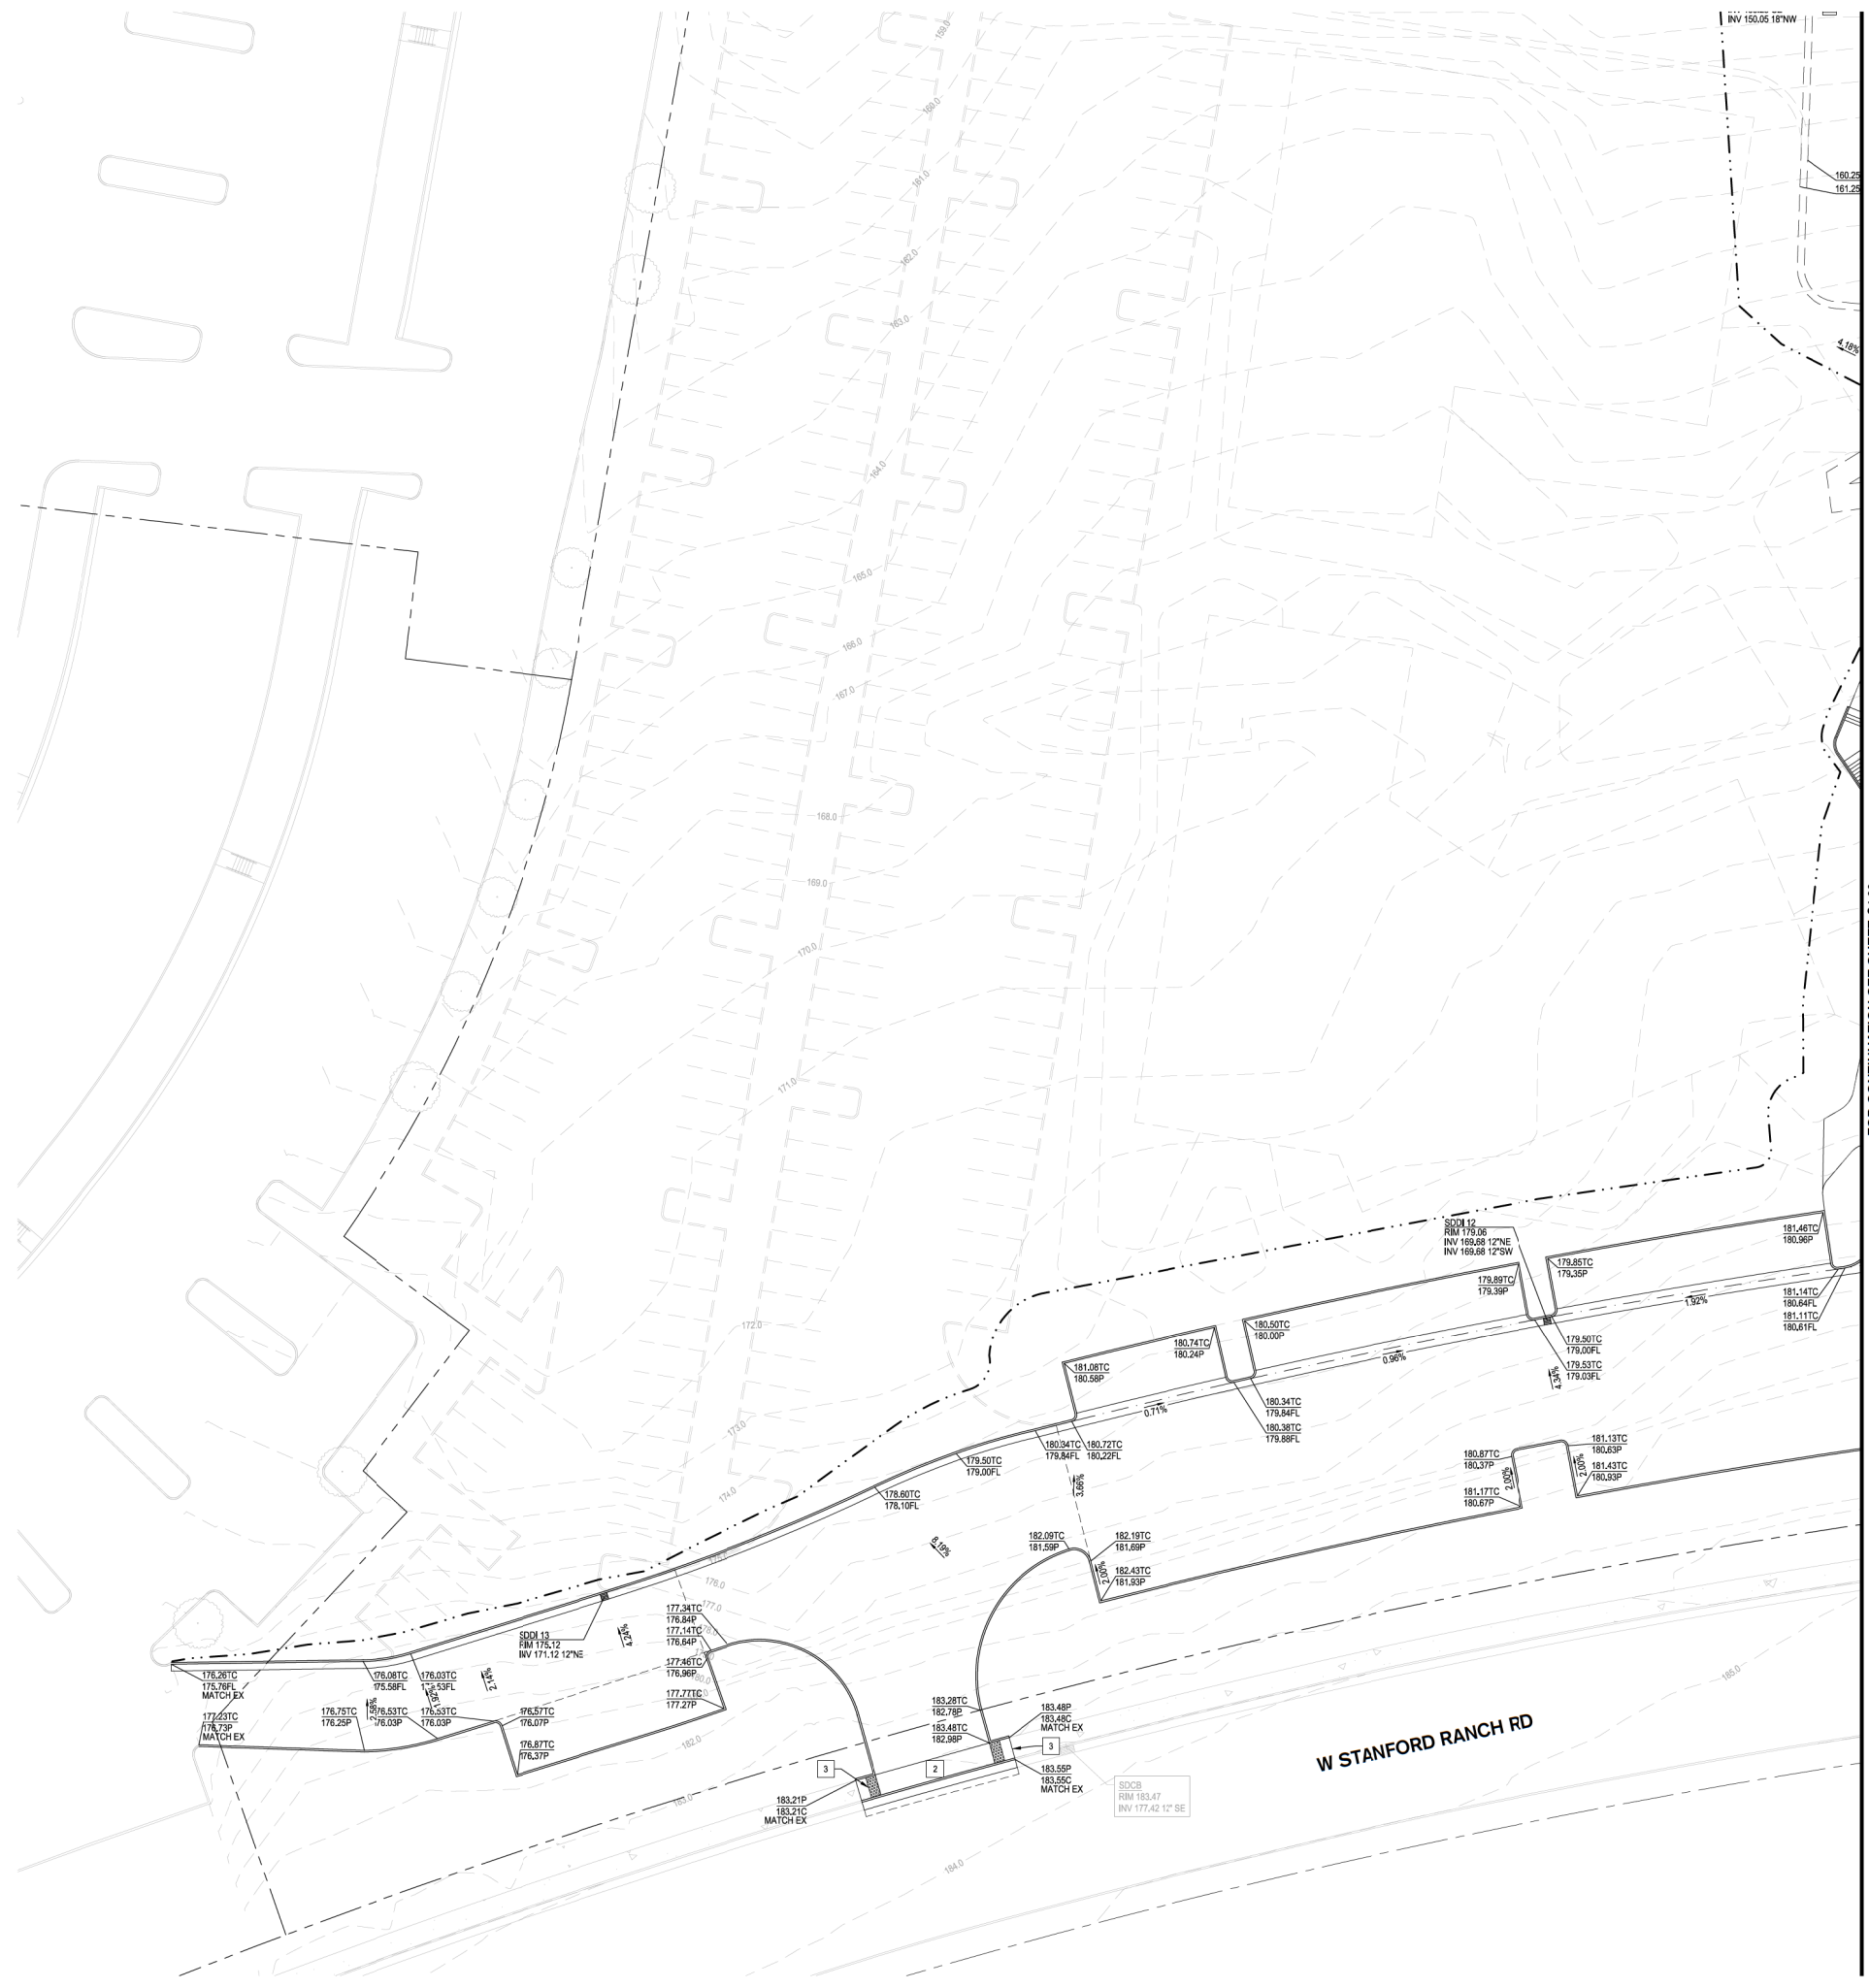 INV 150.05 18"NW
159.0
160.0
160.25
161.25
161.0
162.0
163.0
4.18%
164.0
165.0
166.0
167.0
168.0
169.0
170.0
171.0
172.0
173.0
174.0
SDDI 12
RIM 179.06
INV 169.68 12"NE
INV 169.68 12"SW
181.46TC
180.96P
179.85TC
179.35P
179.89TC
179.39P
181.14TC
180.64FL
181.11TC
180.61FL
1.92%
180.50TC
180.00P
180.74TC
180.24P
179.50TC
179.00FL
179.53TC
179.03FL
0.96%
4.34%
181.08TC
180.58P
180.34TC
179.84FL
180.38TC
179.88FL
0.71%
180.34TC
179.84FL
180.72TC
180.22FL
179.50TC
179.00FL
3.66%
178.60TC
178.10FL
181.13TC
180.63P
180.87TC
180.37P
2.00%
2.00%
181.43TC
180.93P
181.17TC
180.67P
8.19%
182.09TC
181.59P
182.19TC
181.69P
2.00%
182.43TC
181.93P
176.0
177.0
177.34TC
176.84P
177.14TC
176.64P
177.46TC
176.96P
177.77TC
177.27P
180.0
182.0
SDDI 13
RIM 175.12
INV 171.12 12"NE
4.24%
2.14%
176.26TC
175.76FL
MATCH EX
176.08TC
175.58FL
176.03TC
1.92%
2.58%
177.23TC
176.73P
MATCH EX
176.75TC
176.25P
176.53TC
176.03P
176.53TC
176.03P
176.57TC
176.07P
176.87TC
176.37P
183.28TC
182.78P
183.48TC
182.98P
183.48P
183.48C
MATCH EX
3
2
3
183.55P
183.55C
MATCH EX
183.21P
183.21C
MATCH EX
SDCB
RIM 183.47
INV 177.42 12" SE
W STANFORD RANCH RD
183.0
184.0
185.0